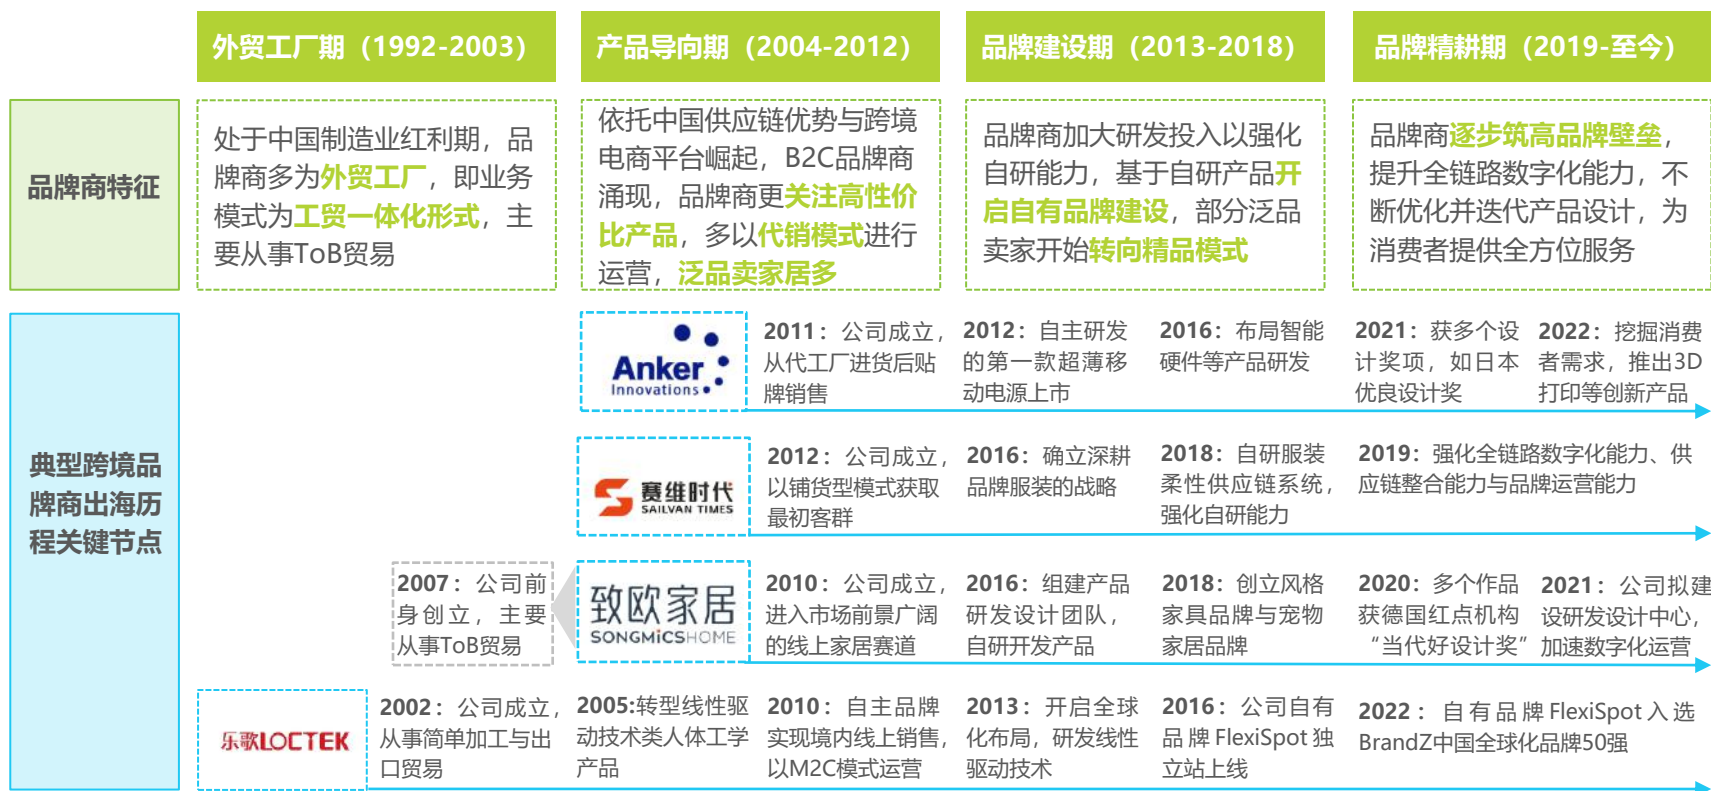 外贸工厂期（1992-2003）
产品导向期（2004-2012）
品牌建设期（2013-2018）
品牌精耕期（2019-至今）
品牌商特征
处于中国制造业红利期，品
牌商多为外贸工厂，即业务
模式为工贸一体化形式，主
要从事ToB贸易
依托中国供应链优势与跨境
电商平台崛起，B2C品牌商
涌现，品牌商更关注高性价
比产品，多以代销模式进行
运营，泛品卖家居多
品牌商加大研发投入以强化
自研能力，基于自研产品开
启自有品牌建设，部分泛品
卖家开始转向精品模式
品牌商逐步筑高品牌壁垒，
提升全链路数字化能力，不
断优化并迭代产品设计，为
消费者提供全方位服务
典型跨境品
牌商出海历
程关键节点
Anker
Innovations
2011：公司成立，
从代工厂进货后贴
牌销售
2012：自主研发
的第一款超薄移
动电源上市
2016：布局智能
硬件等产品研发
2021：获多个设
计奖项，如日本
优良设计奖
2022：挖掘消费
者需求，推出3D
打印等创新产品
赛维时代
SAILVAN TIMES
2012：公司成立，
以铺货型模式获取
最初客群
2016：确立深耕
品牌服装的战略
2018：自研服装
柔性供应链系统，
强化自研能力
2019：强化全链路数字化能力、供
应链整合能力与品牌运营能力
2007：公司前
身创立，主要
从事ToB贸易
致欧家居
SONGMICSHOME
2010：公司成立，
进入市场前景广阔
的线上家居赛道
2016：组建产品
研发设计团队，
自研开发产品
2018：创立风格
家具品牌与宠物
家居品牌
2020：多个作品
获德国红点机构
“当代好设计奖”
2021：公司拟建
设研发设计中心，
加速数字化运营
乐歌LOCTEK
2002：公司成立，
从事简单加工与出
口贸易
2005:转型线性驱
动技术类人体工学
产品
2010：自主品牌
实现境内线上销售，
以M2C模式运营
2013：开启全球
化布局，研发线性
驱动技术
2016：公司自有
品牌FlexiSpot独
立站上线
2022：自有品牌FlexiSpot入选
BrandZ中国全球化品牌50强